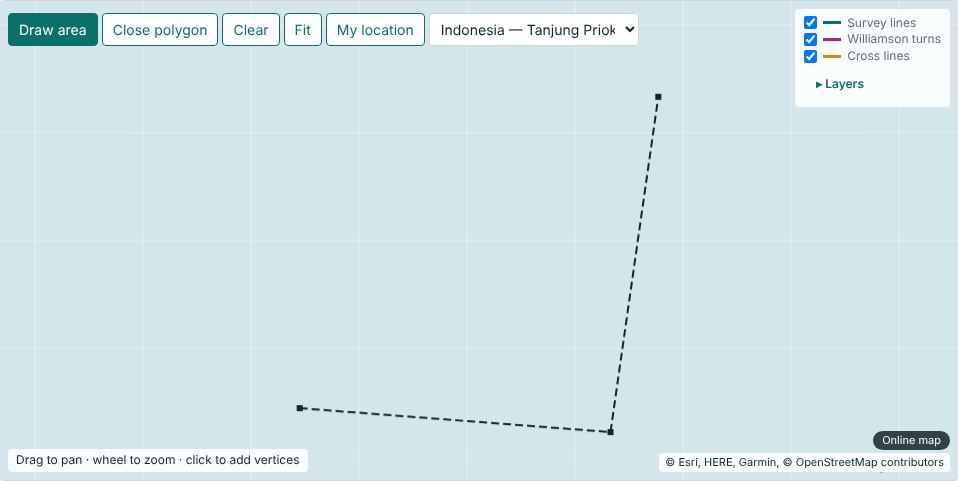 Draw area
Close polygon
Clear
Fit
My location
Indonesia — Tanjung Priok
Survey lines
Williamson turns
Cross lines
▸ Layers
Online map
Drag to pan · wheel to zoom · click to add vertices
© Esri, HERE, Garmin, © OpenStreetMap contributors